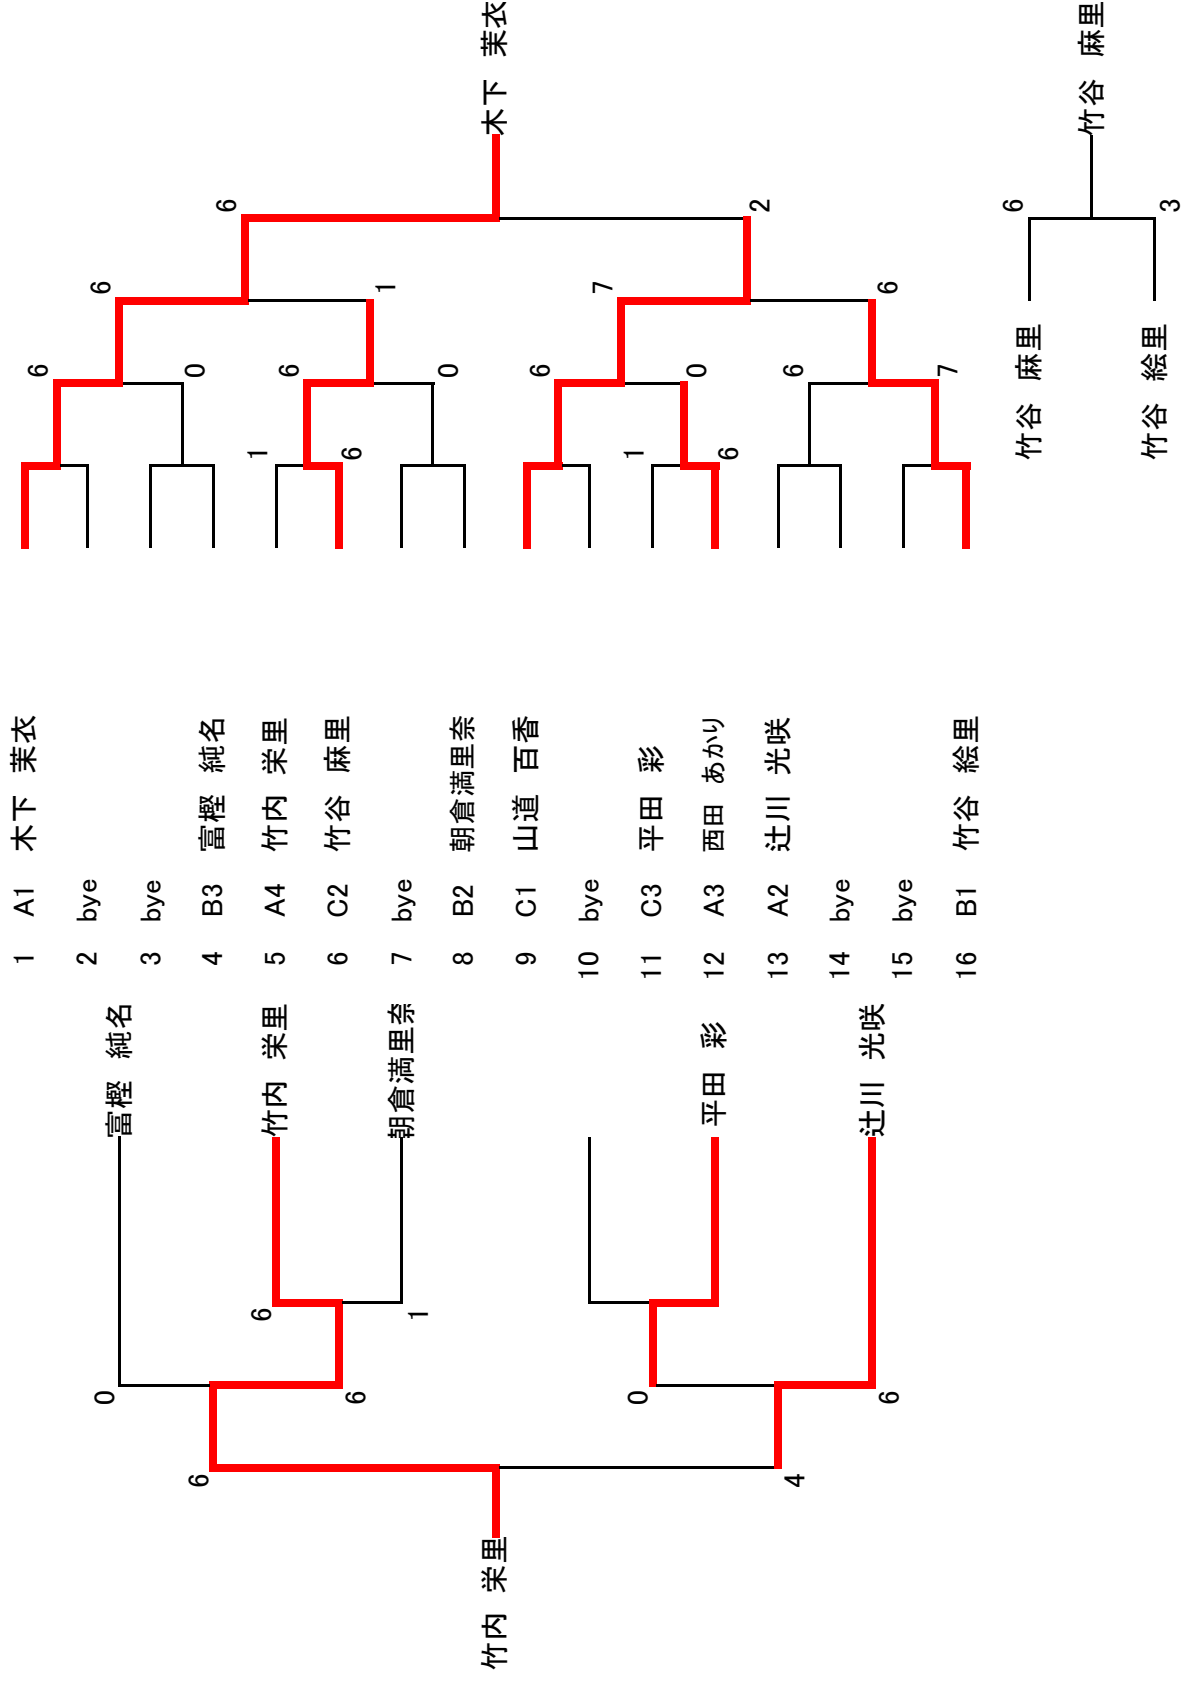 木下　茉衣
6
2
6
1
7
6
6
0
6
0
6
0
6
7
1
6
1
6
竹谷　麻里
6
3
竹谷　麻里
竹谷　絵里
1 A1 木下　茉衣
2 bye
3 bye
4 B3 富樫　純名
5 A4 竹内　栄里
6 C2 竹谷　麻里
7 bye
8 B2 朝倉満里奈
9 C1 山道　百香
10 bye
11 C3 平田　彩
12 A3 西田　あかり
13 A2 辻川　光咲
14 bye
15 bye
16 B1 竹谷　絵里
富樫　純名
竹内　栄里
朝倉満里奈
平田　彩
辻川　光咲
6
1
0
6
0
6
6
4
竹内　栄里